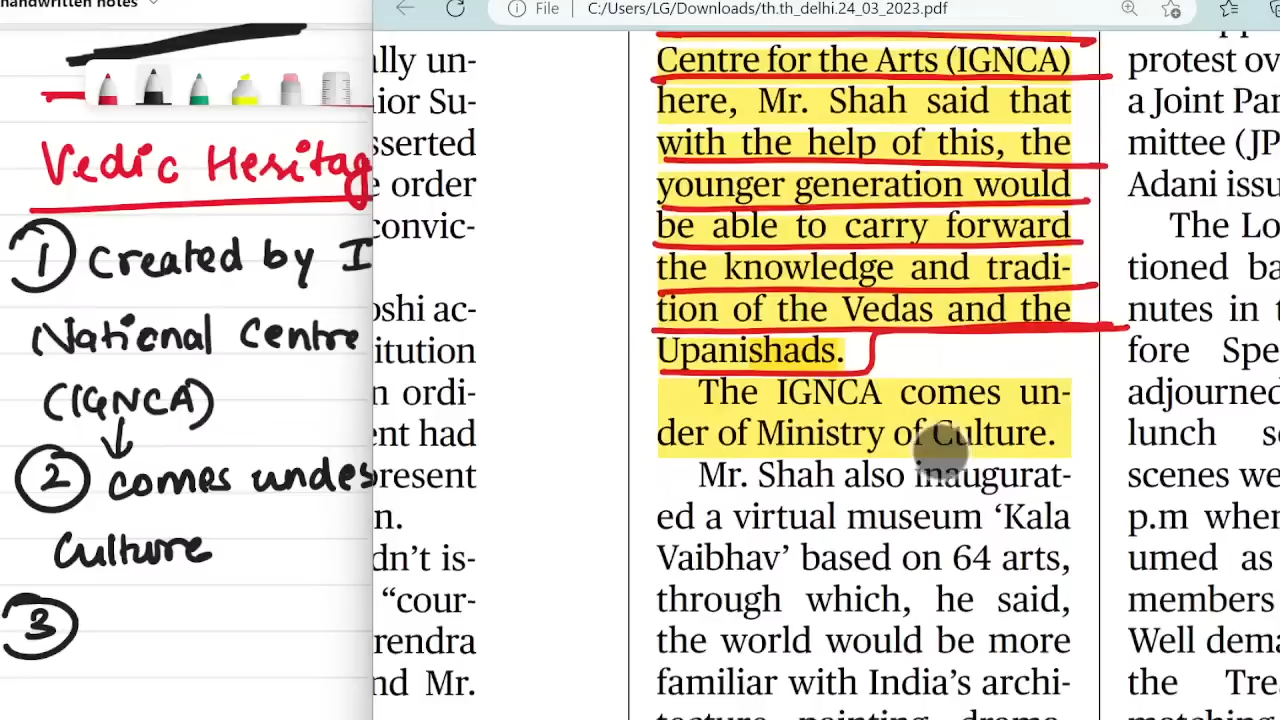 handwritten notes
File
C:/Users/LG/Downloads/th.th_delhi.24_03_2023.pdf
Vedic Heritag
1 created by I
National Centre
(IGNCA)
2 comes under
Culture
3
ally un-
ior Su-
sserted
e order
convic-
oshi ac-
itution
n ordi-
ent had
present
n.
dn't is-
“cour-
rendra
nd Mr.
Centre for the Arts (IGNCA)
here, Mr. Shah said that
with the help of this, the
younger generation would
be able to carry forward
the knowledge and tradi-
tion of the Vedas and the
Upanishads.
The IGNCA comes un-
der of Ministry of Culture.
Mr. Shah also inaugurat-
ed a virtual museum ‘Kala
Vaibhav’ based on 64 arts,
through which, he said,
the world would be more
familiar with India’s archi-
tecture, painting, drama,
protest ov
a Joint Par
mittee (JP
Adani issu
The Lo
tioned ba
nutes in t
fore Spe
adjourned
lunch sc
scenes we
p.m when
umed as
members
Well dema
the Trea